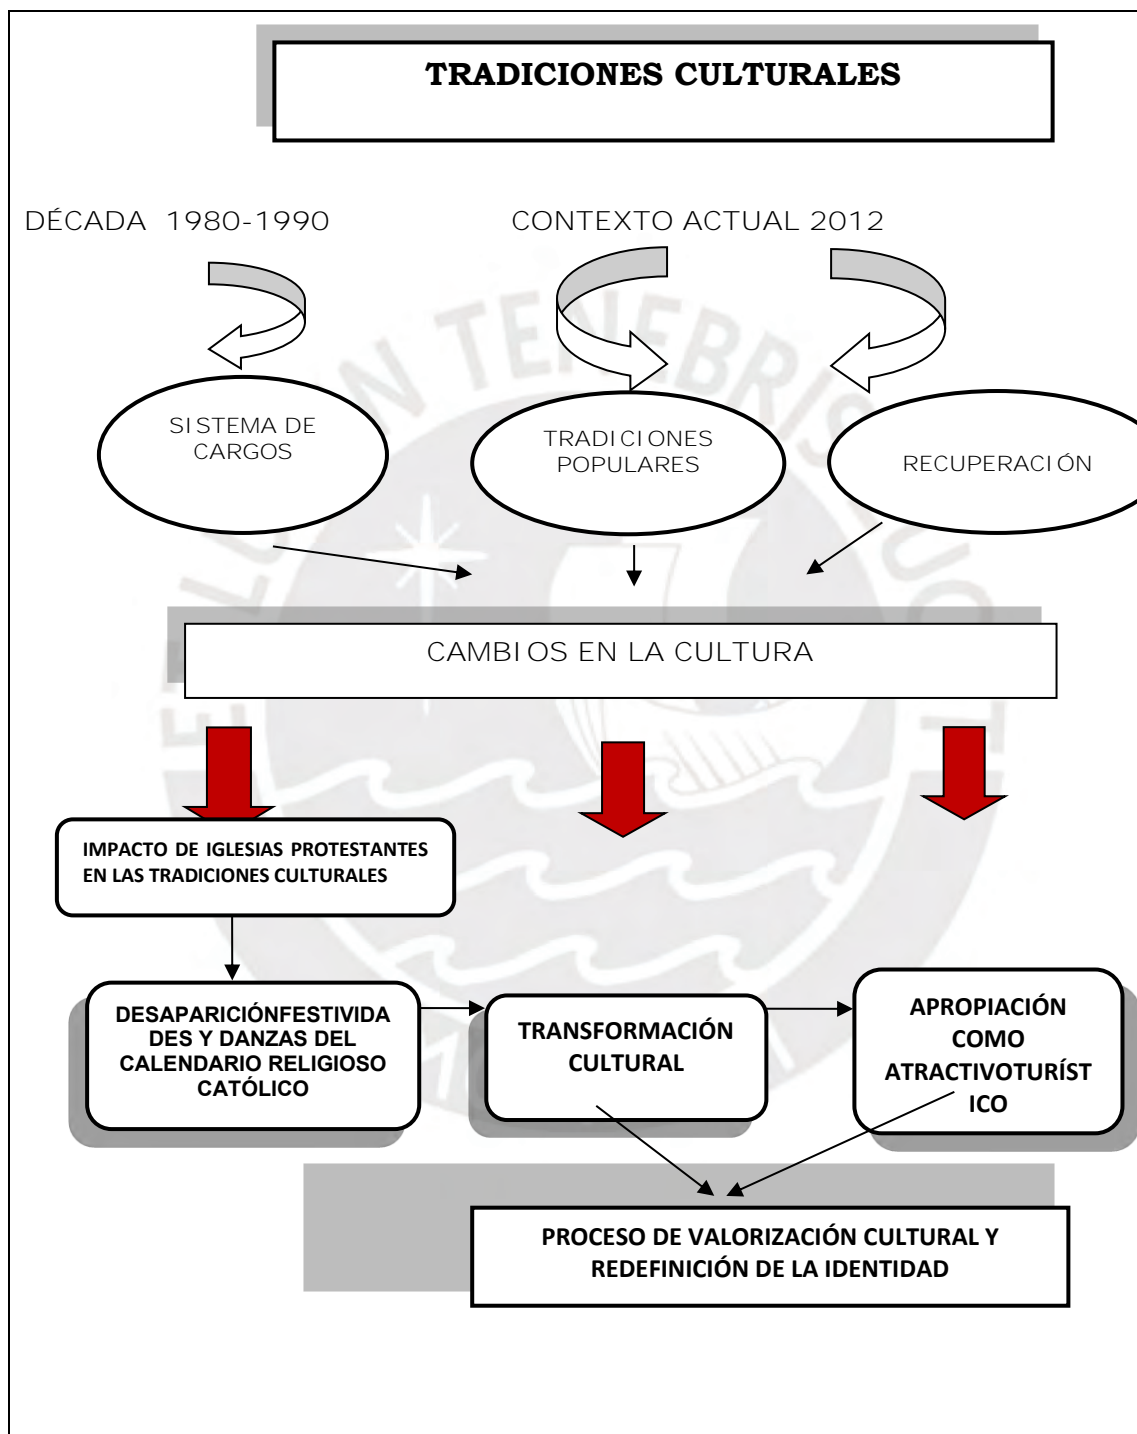 TRADICIONES CULTURALES
DÉCADA 1980-1990
CONTEXTO ACTUAL 2012
SISTEMA DE
CARGOS
TRADICIONES
POPULARES
RECUPERACIÓN
CAMBIOS EN LA CULTURA
IMPACTO DE IGLESIAS PROTESTANTES
EN LAS TRADICIONES CULTURALES
DESAPARICIÓNFESTIVIDA
DES Y DANZAS DEL
CALENDARIO RELIGIOSO
CATÓLICO
TRANSFORMACIÓN
CULTURAL
APROPIACIÓN
COMO
ATRACTIVOTURÍST
ICO
PROCESO DE VALORIZACIÓN CULTURAL Y
REDEFINICIÓN DE LA IDENTIDAD